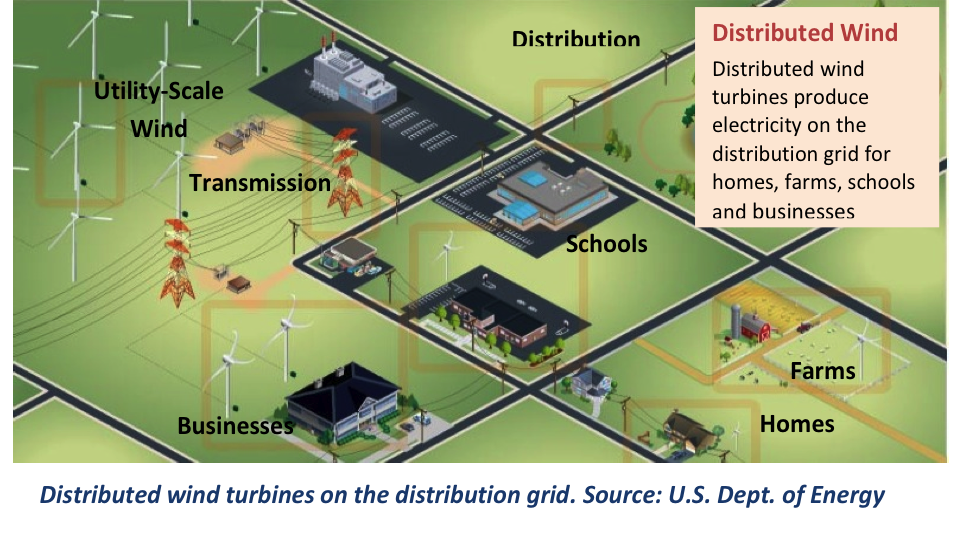 Distribution
Distributed Wind
Distributed wind
turbines produce
electricity on the
distribution grid for
homes, farms, schools
and businesses
Utility-Scale
Wind
Transmission
Schools
Farms
Businesses
Homes
Distributed wind turbines on the distribution grid. Source: U.S. Dept. of Energy